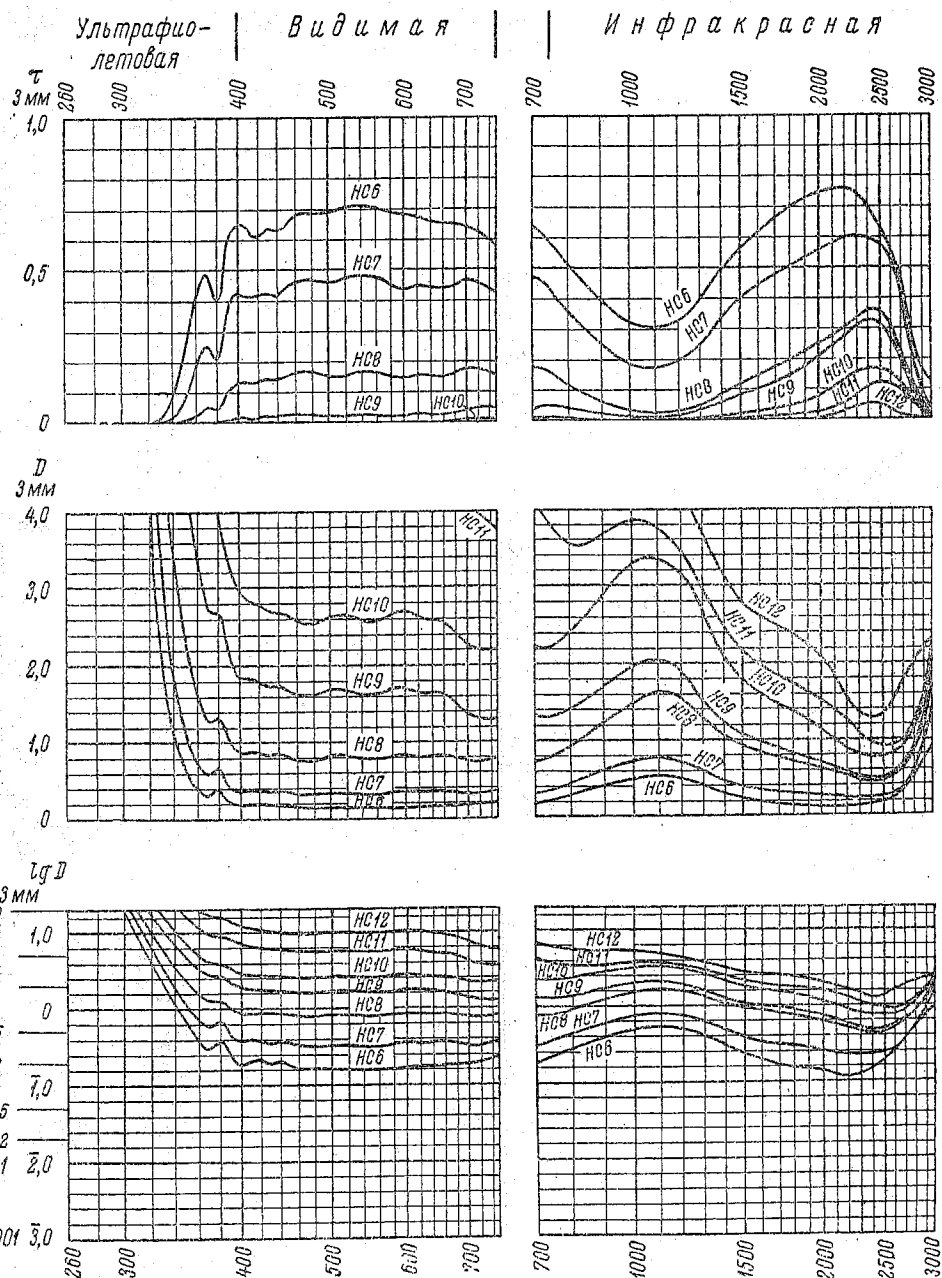 Ультрафио-
летовая
Видимая
Инфракрасная
τ
3 мм
260 300 400 500 600 700
700 1000 1500 2000 2500 3000
1,0
0,5
0
НС6
НС7
НС8
НС9 НС10
НС6
НС7
НС8
НС9
НС10
НС11
НС12
D
3 мм
4,0
3,0
2,0
1,0
0
НС11
НС10
НС9
НС8
НС7
НС6
НС12
НС11
НС10
НС9
НС8
НС7
НС6
lg D
3 мм
1,0
0
1̅,0
2̅,0
3̅,0
НС12
НС11
НС10
НС9
НС8
НС7
НС6
НС12
НС11
НС10
НС9
НС8 НС7
НС6
260 300 400 500 600 700
700 1000 1500 2000 2500 3000